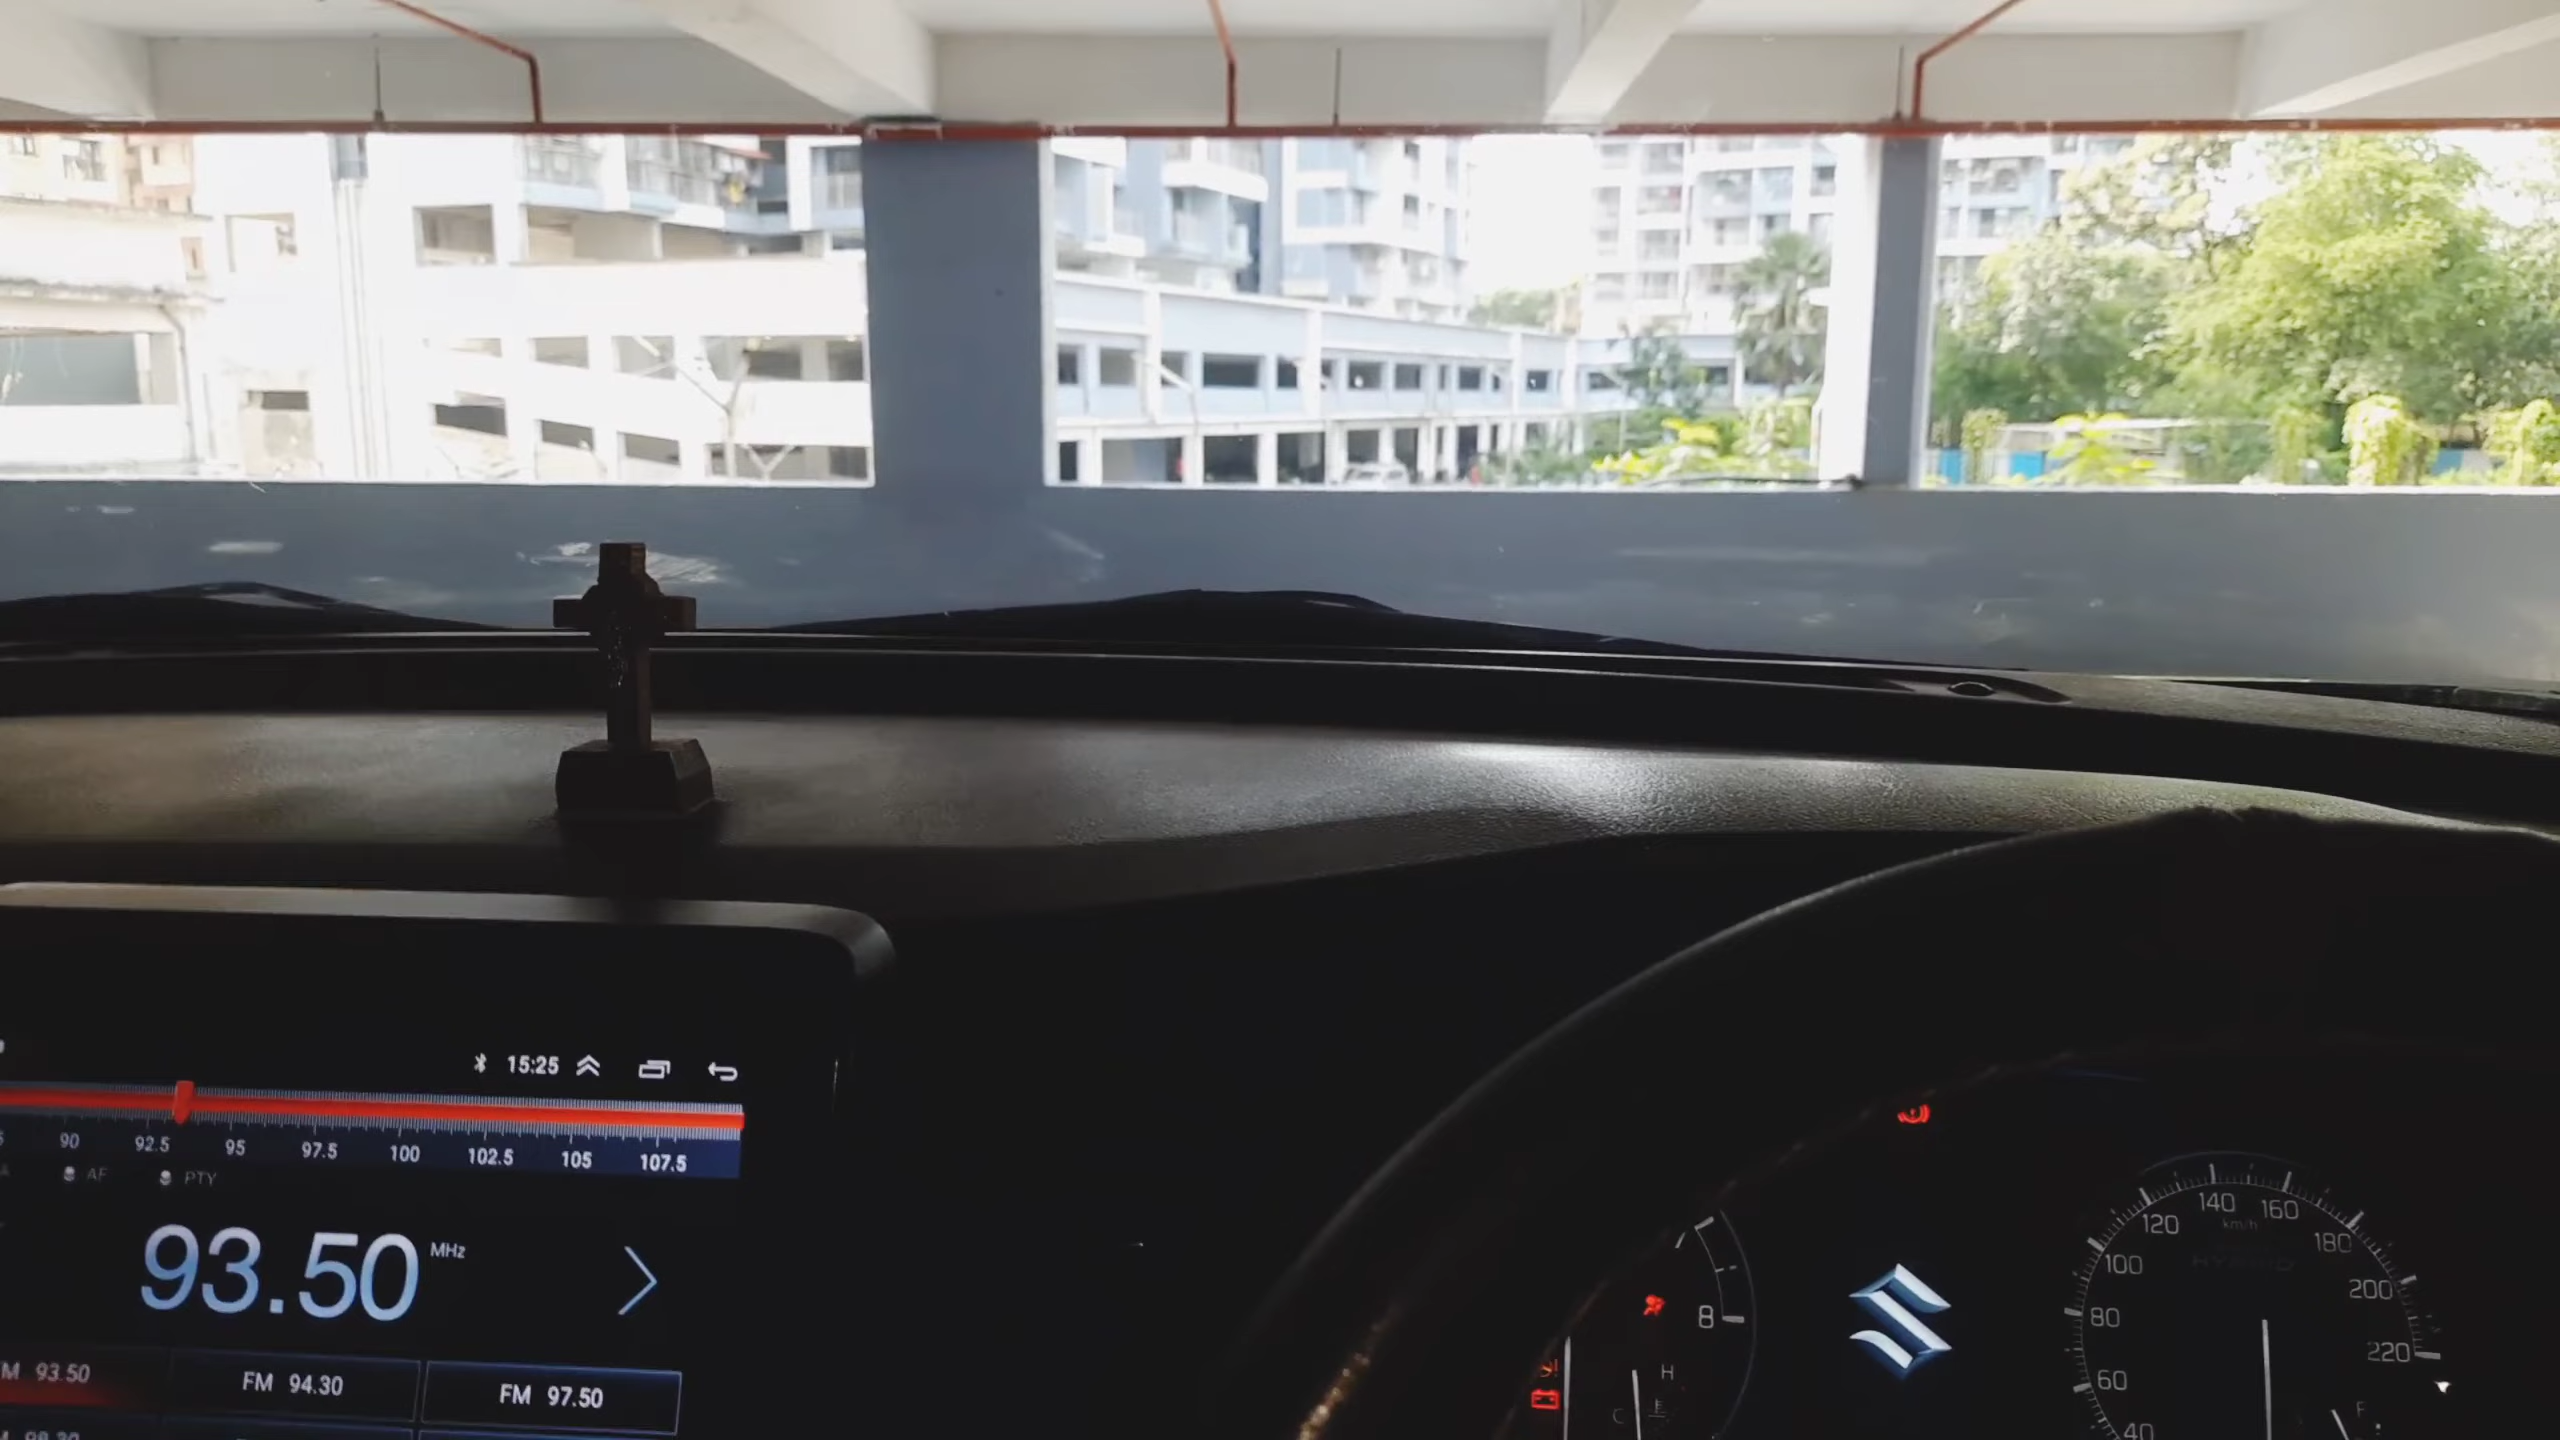 15:25
90 92.5 95 97.5 100 102.5 105 107.5
AF PTY
93.50 MHz
93.50 FM 94.30 FM 97.50
8
H
C
E
40 60 80 100 120 140 160 180 200 220
km/h
HYBRID
F